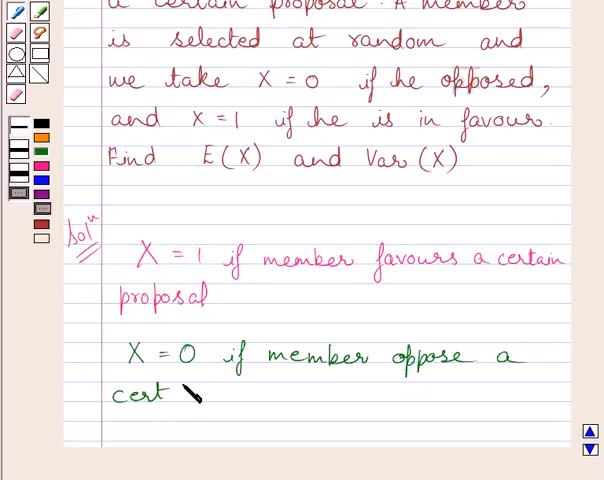 a certain proposal. A member
is selected at random and
we take X = 0 if he opposed,
and X = 1 if he is in favour.
Find E(X) and Var(X)
Solⁿ
X = 1 if member favours a certain
proposal
X = 0 if member oppose a
cert